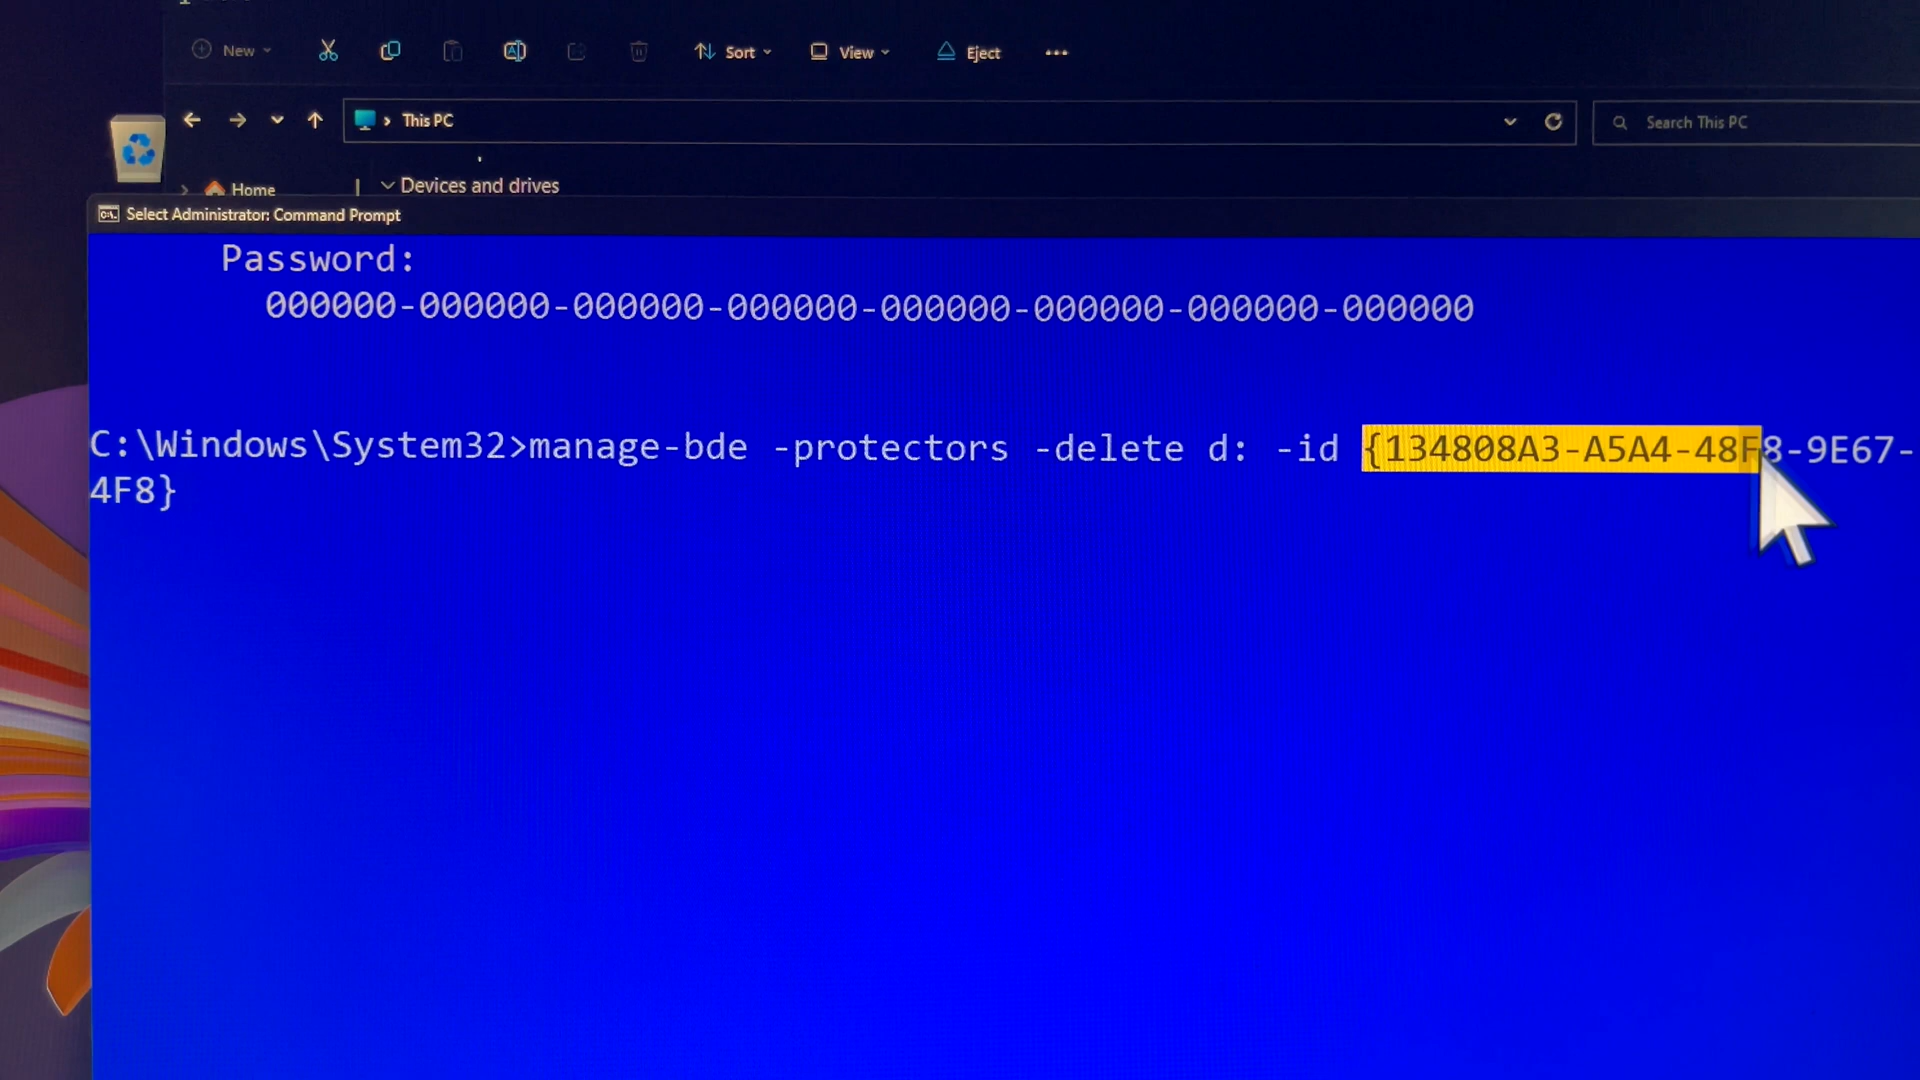 New
Sort
View
Eject
This PC
Search This PC
Home
Devices and drives
Select Administrator: Command Prompt
Password:
000000-000000-000000-000000-000000-000000-000000-000000
C:\Windows\System32>manage-bde -protectors -delete d: -id {134808A3-A5A4-48F8-9E67-
4F8}